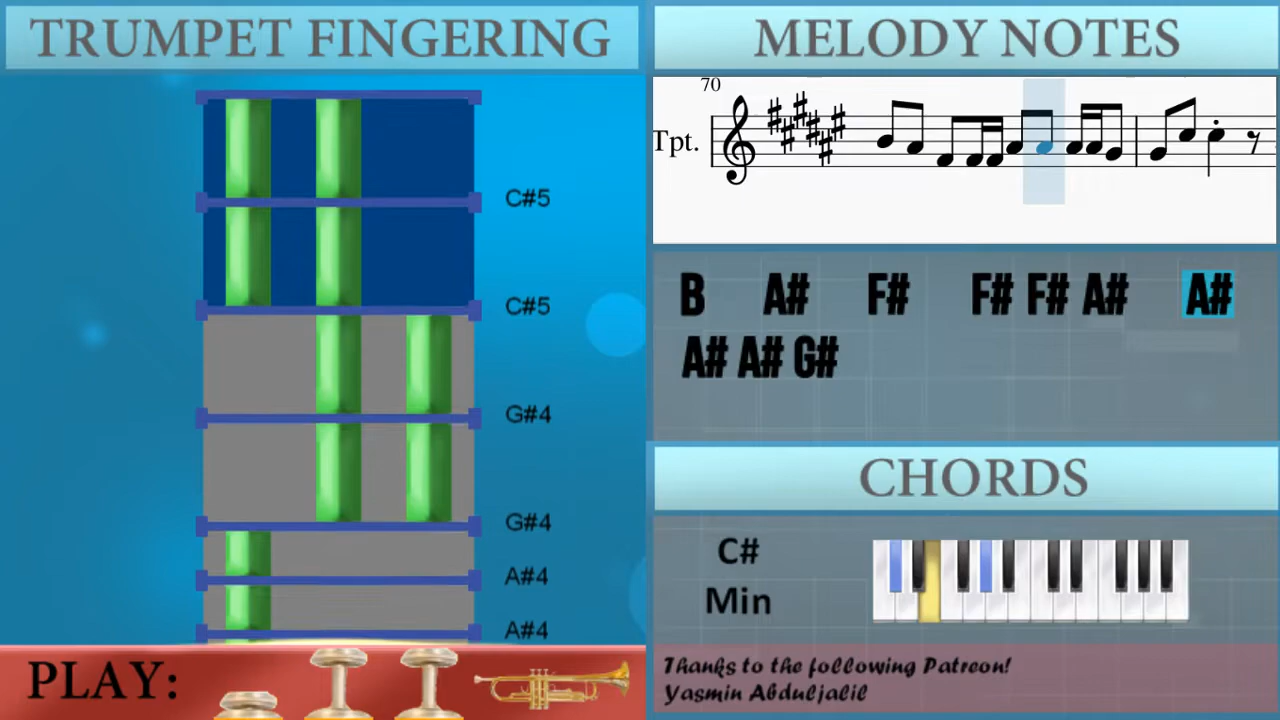 TRUMPET FINGERING
C#5
C#5
G#4
G#4
A#4
A#4
PLAY:
MELODY NOTES
70
Tpt.
B A# F# F# F# A# A#
A# A# G#
CHORDS
C#
Min
Thanks to the following Patreon!
Yasmin Abduljalil